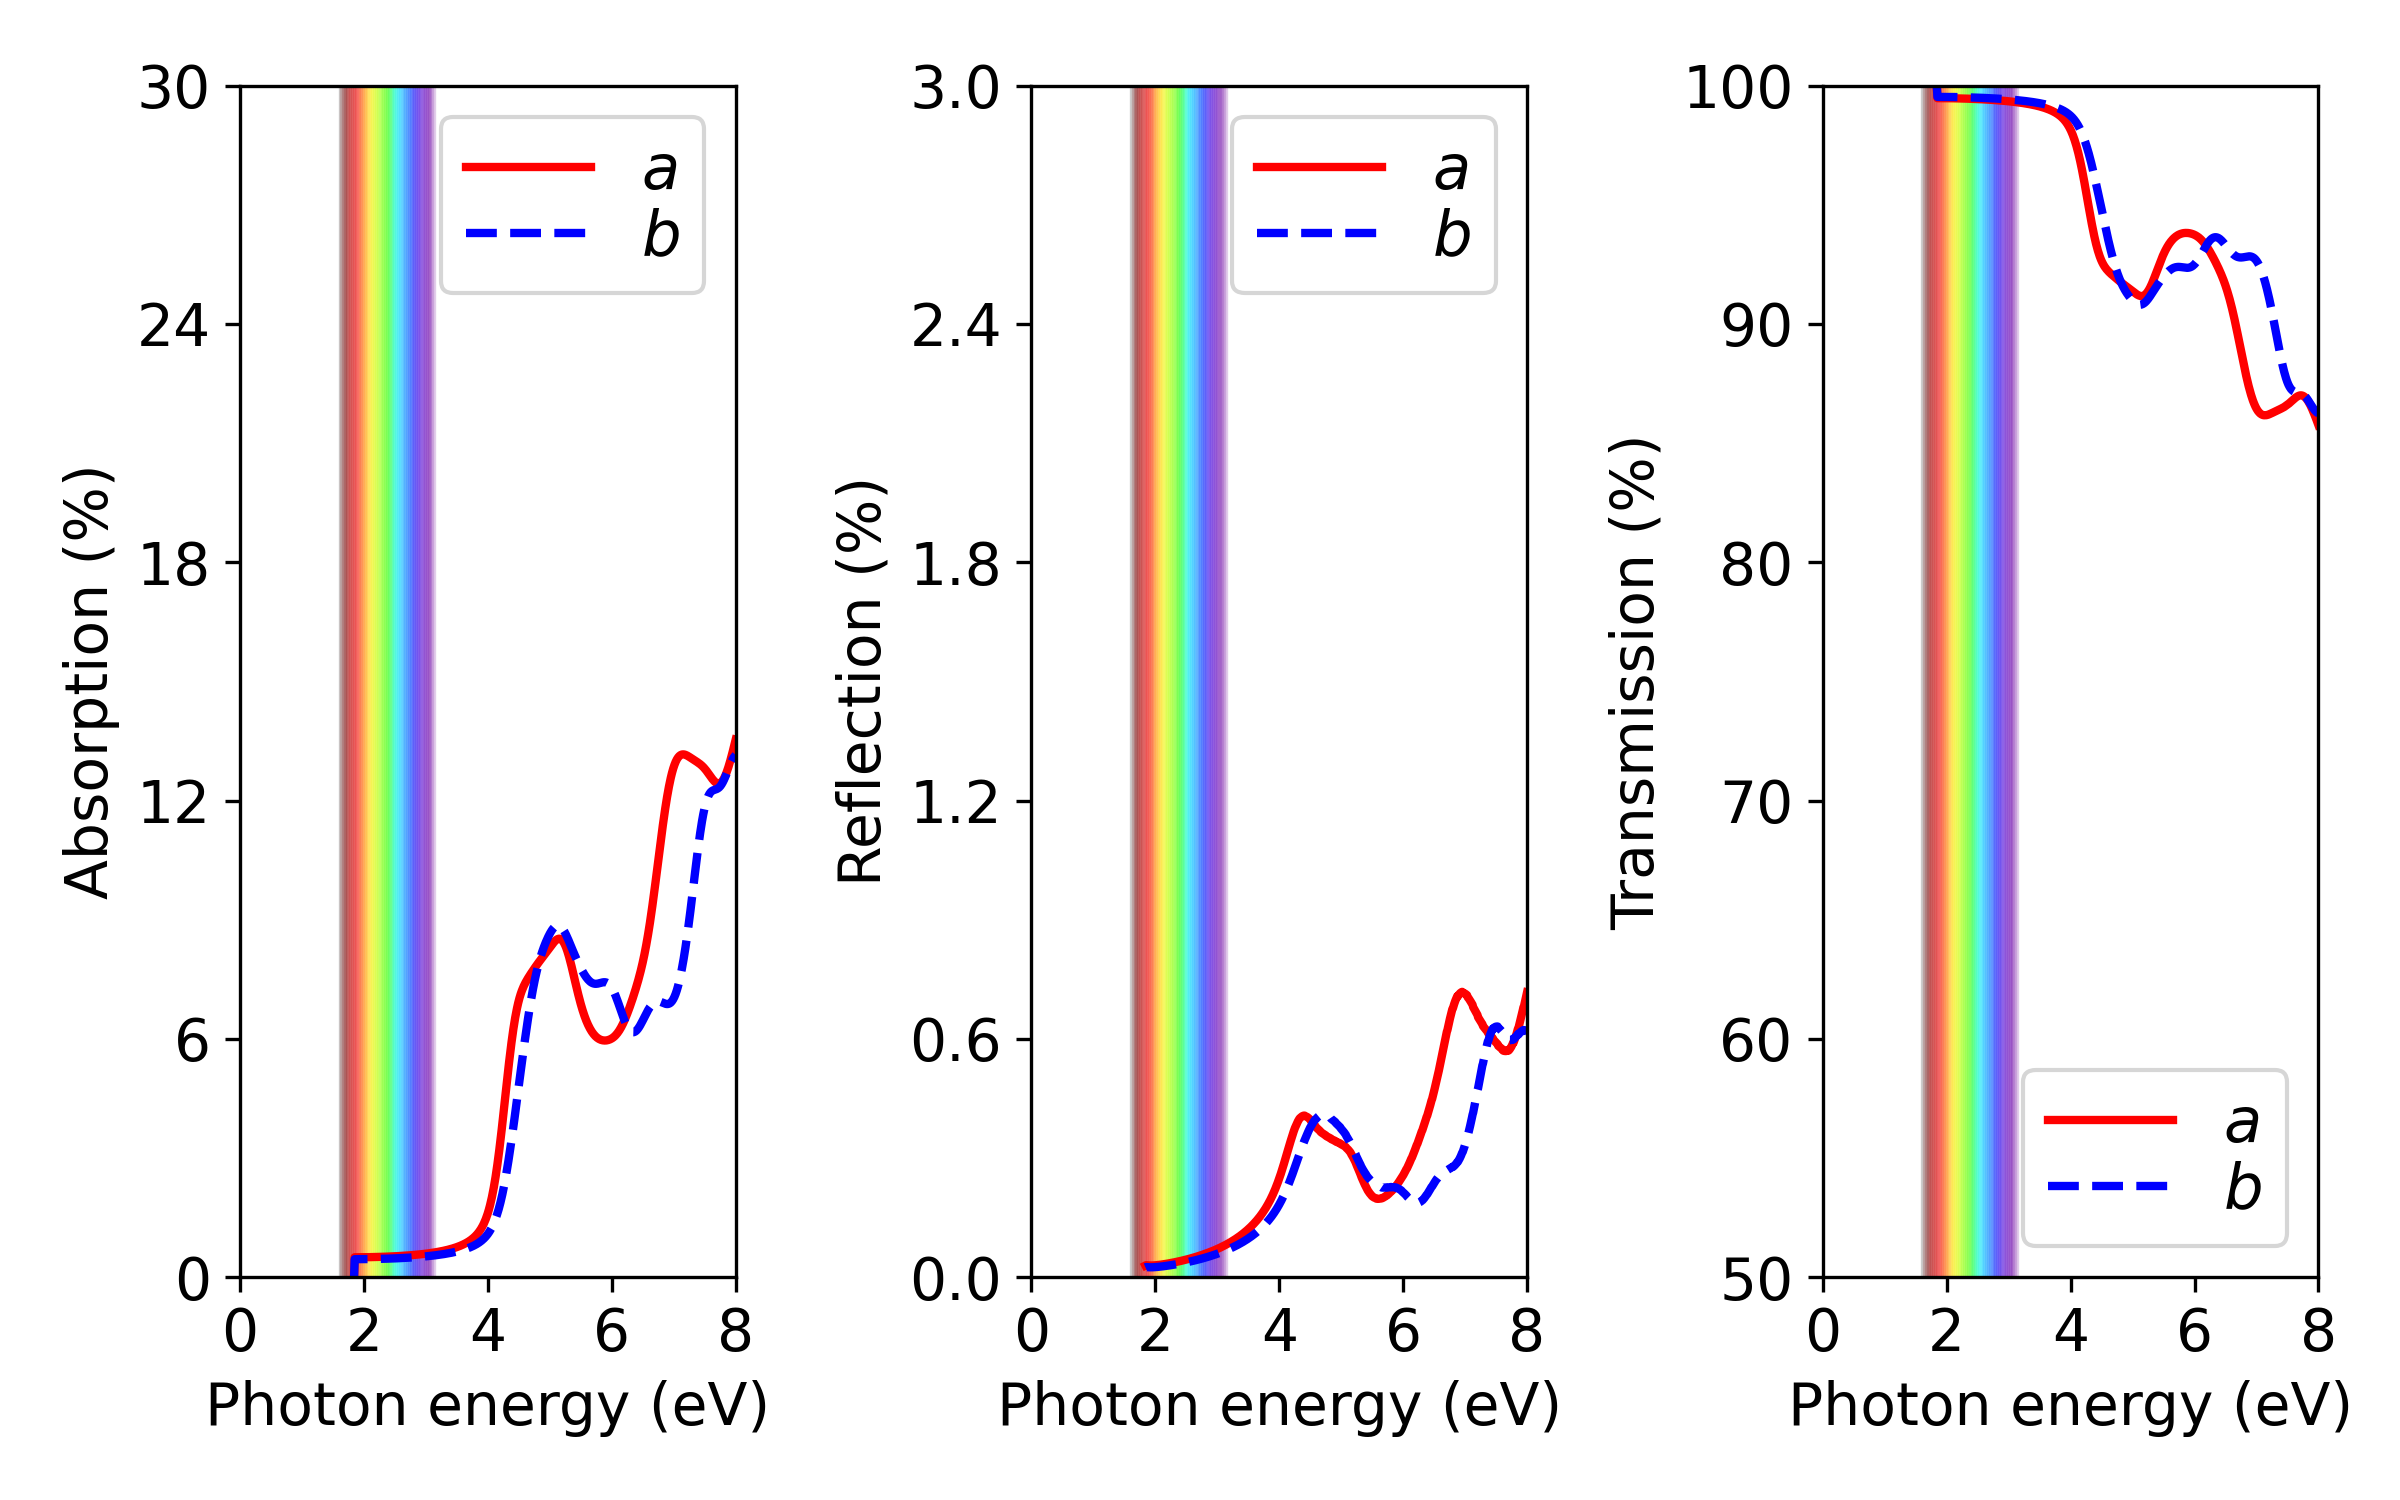 Absorption (%)
30
24
18
12
6
0
0 2 4 6 8
Photon energy (eV)
a
b
Reflection (%)
3.0
2.4
1.8
1.2
0.6
0.0
0 2 4 6 8
Photon energy (eV)
a
b
Transmission (%)
100
90
80
70
60
50
0 2 4 6 8
Photon energy (eV)
a
b